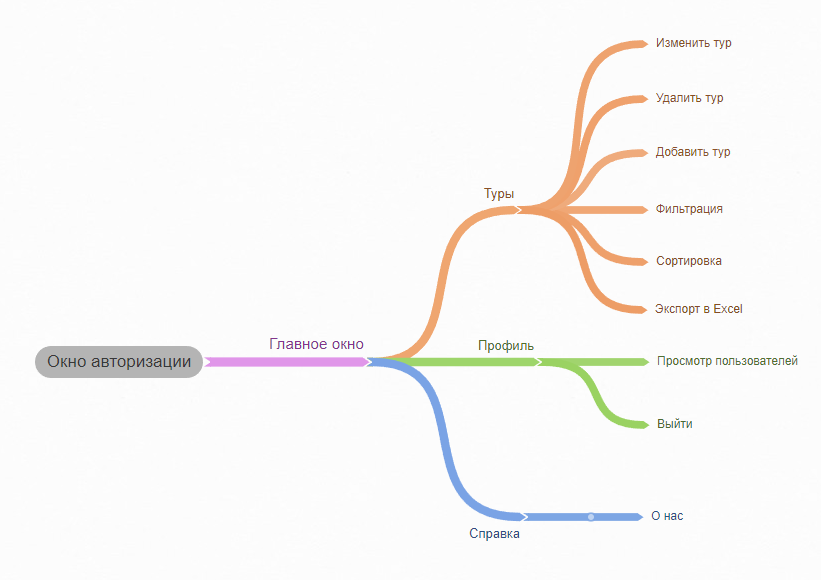 Окно авторизации
Главное окно
Туры
Изменить тур
Удалить тур
Добавить тур
Фильтрация
Сортировка
Экспорт в Excel
Профиль
Просмотр пользователей
Выйти
Справка
О нас